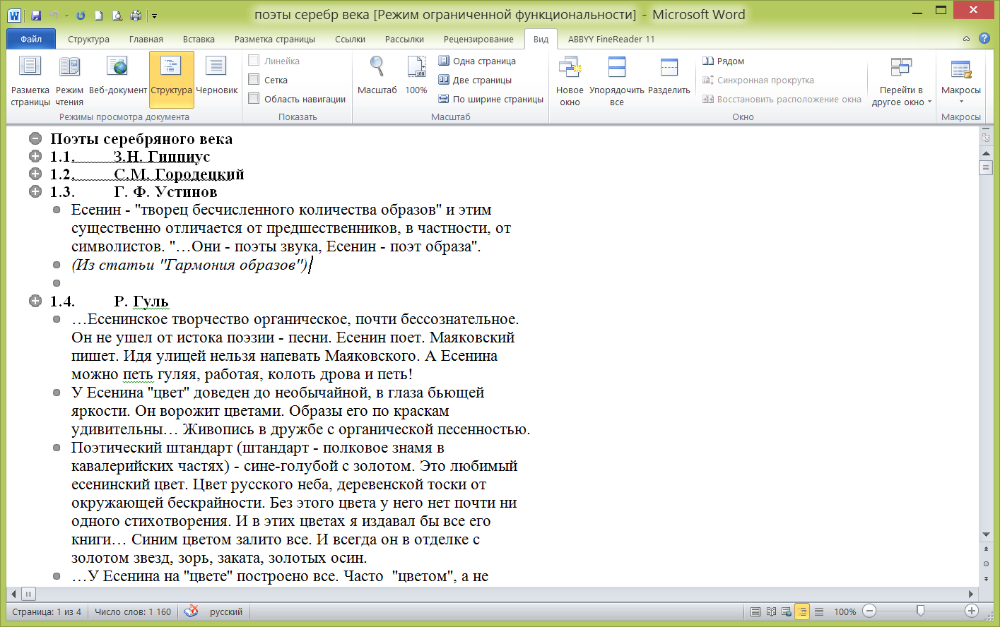 поэты серебр века [Режим ограниченной функциональности] - Microsoft Word
Файл Структура Главная Вставка Разметка страницы Ссылки Рассылки Рецензирование Вид ABBYY FineReader 11
Разметка страницы
Режим чтения
Веб-документ
Структура
Черновик
Режимы просмотра документа
Линейка
Сетка
Область навигации
Показать
Масштаб
100%
Одна страница
Две страницы
По ширине страницы
Масштаб
Новое окно
Упорядочить все
Разделить
Рядом
Синхронная прокрутка
Восстановить расположение окна
Перейти в другое окно
Окно
Макросы
Макросы
Поэты серебряного века
1.1. З.Н. Гиппиус
1.2. С.М. Городецкий
1.3. Г. Ф. Устинов
Есенин - "творец бесчисленного количества образов" и этим
существенно отличается от предшественников, в частности, от
символистов. "…Они - поэты звука, Есенин - поэт образа".
(Из статьи "Гармония образов")
1.4. Р. Гуль
…Есенинское творчество органическое, почти бессознательное.
Он не ушел от истока поэзии - песни. Есенин поет. Маяковский
пишет. Идя улицей нельзя напевать Маяковского. А Есенина
можно петь гуляя, работая, колоть дрова и петь!
У Есенина "цвет" доведен до необычайной, в глаза бьющей
яркости. Он ворожит цветами. Образы его по краскам
удивительны… Живопись в дружбе с органической песенностью.
Поэтический штандарт (штандарт - полковое знамя в
кавалерийских частях) - сине-голубой с золотом. Это любимый
есенинский цвет. Цвет русского неба, деревенской тоски от
окружающей бескрайности. Без этого цвета у него нет почти ни
одного стихотворения. И в этих цветах я издавал бы все его
книги… Синим цветом залито все. И всегда он в отделке с
золотом звезд, зорь, заката, золотых осин.
…У Есенина на "цвете" построено все. Часто "цветом", а не
Страница: 1 из 4 Число слов: 1 160 русский 100%